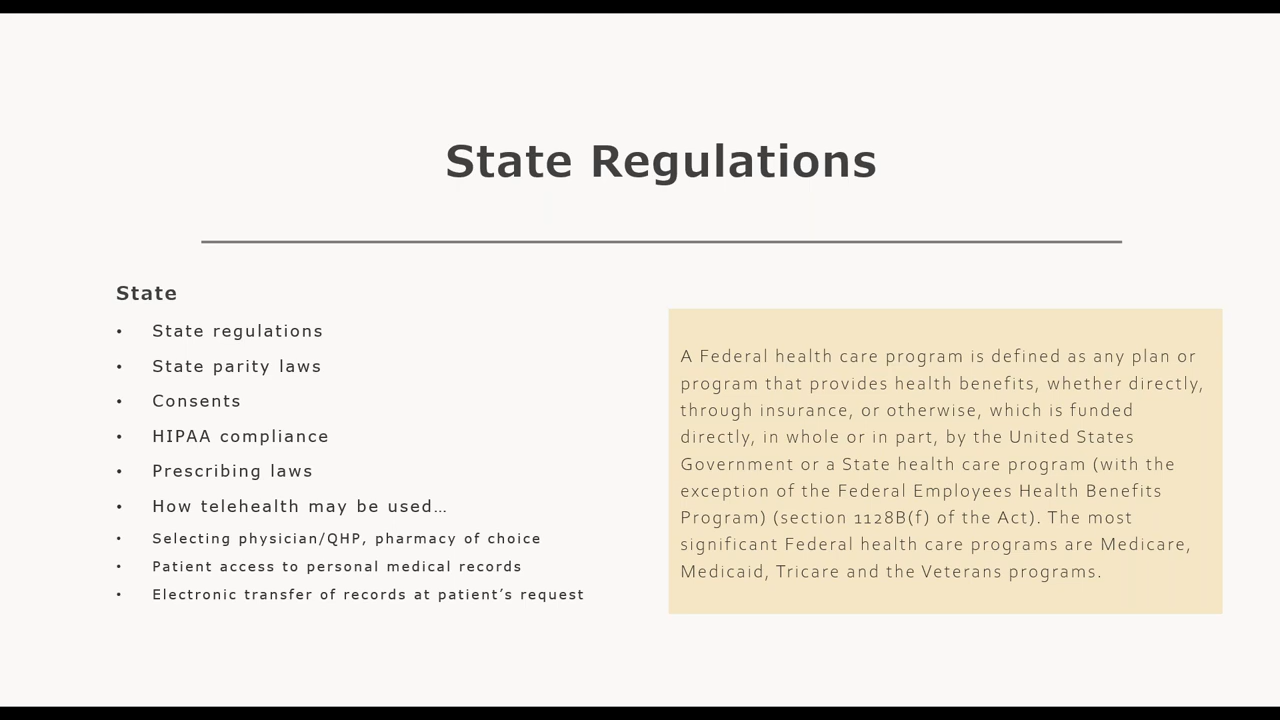 State Regulations
State
• State regulations
• State parity laws
• Consents
• HIPAA compliance
• Prescribing laws
• How telehealth may be used…
• Selecting physician/QHP, pharmacy of choice
• Patient access to personal medical records
• Electronic transfer of records at patient’s request
A Federal health care program is defined as any plan or
program that provides health benefits, whether directly,
through insurance, or otherwise, which is funded
directly, in whole or in part, by the United States
Government or a State health care program (with the
exception of the Federal Employees Health Benefits
Program) (section 1128B(f) of the Act). The most
significant Federal health care programs are Medicare,
Medicaid, Tricare and the Veterans programs.